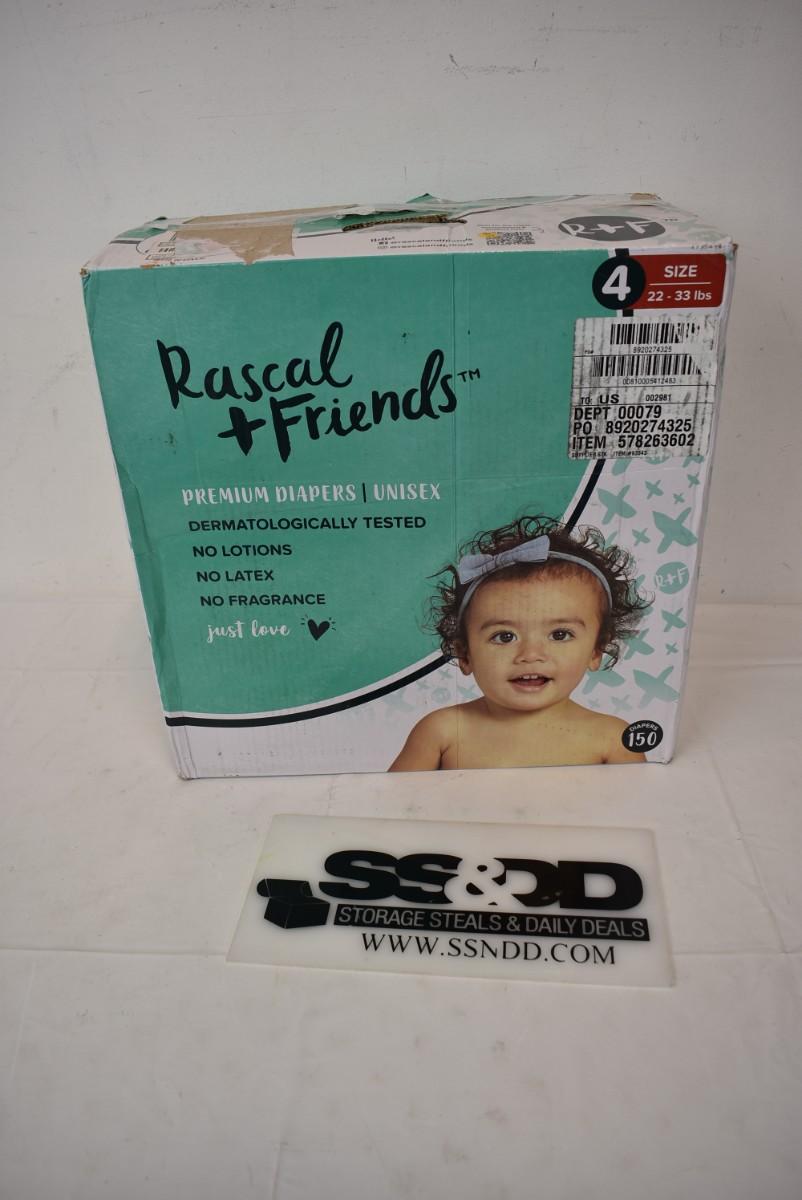 R+F
4
SIZE
22 - 33 lbs
Rascal
+Friends™
8920274325
00810005412483
TO: US 002981
DEPT 00079
PO 8920274325
ITEM 578263602
PREMIUM DIAPERS | UNISEX
DERMATOLOGICALLY TESTED
NO LOTIONS
NO LATEX
NO FRAGRANCE
just love
R+F
DIAPERS
150
SS&DD
STORAGE STEALS & DAILY DEALS
WWW.SSNDD.COM